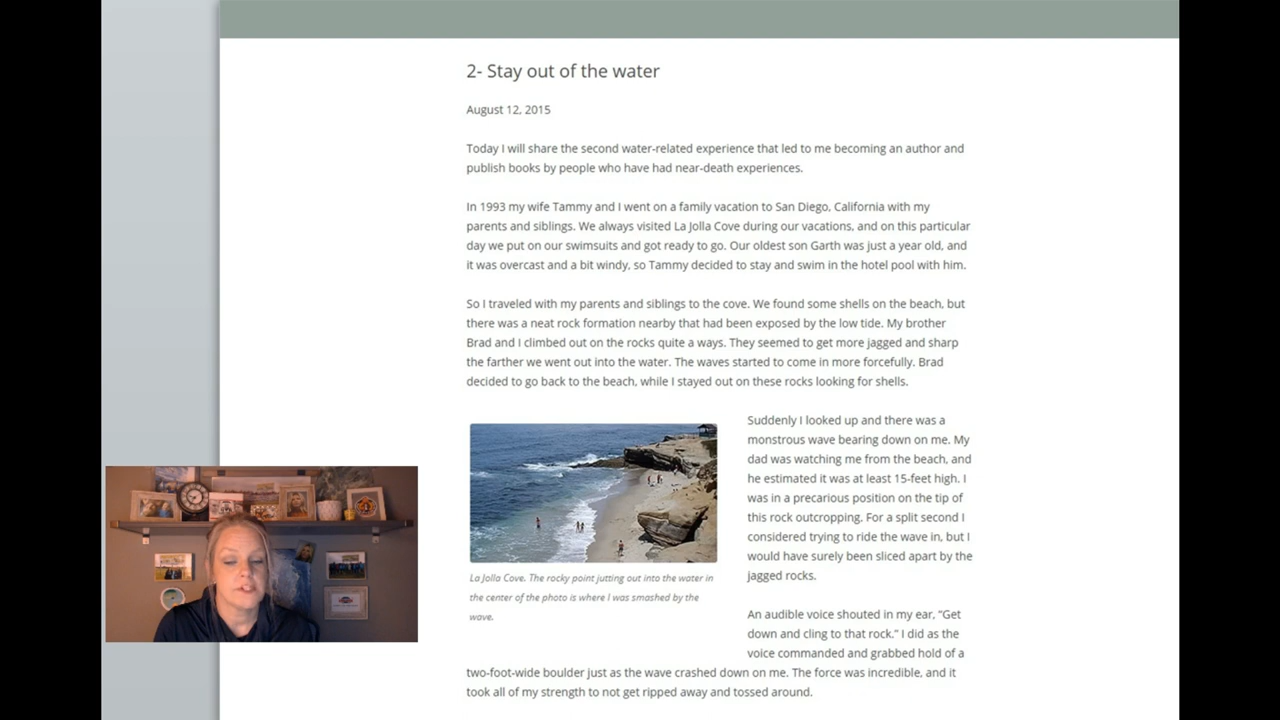 2- Stay out of the water
August 12, 2015
Today I will share the second water-related experience that led to me becoming an author and
publish books by people who have had near-death experiences.
In 1993 my wife Tammy and I went on a family vacation to San Diego, California with my
parents and siblings. We always visited La Jolla Cove during our vacations, and on this particular
day we put on our swimsuits and got ready to go. Our oldest son Garth was just a year old, and
it was overcast and a bit windy, so Tammy decided to stay and swim in the hotel pool with him.
So I traveled with my parents and siblings to the cove. We found some shells on the beach, but
there was a neat rock formation nearby that had been exposed by the low tide. My brother
Brad and I climbed out on the rocks quite a ways. They seemed to get more jagged and sharp
the farther we went out into the water. The waves started to come in more forcefully. Brad
decided to go back to the beach, while I stayed out on these rocks looking for shells.
La Jolla Cove. The rocky point jutting out into the water in
the center of the photo is where I was smashed by the
wave.
Suddenly I looked up and there was a
monstrous wave bearing down on me. My
dad was watching me from the beach, and
he estimated it was at least 15-feet high. I
was in a precarious position on the tip of
this rock outcropping. For a split second I
considered trying to ride the wave in, but I
would have surely been sliced apart by the
jagged rocks.
An audible voice shouted in my ear, “Get
down and cling to that rock.” I did as the
voice commanded and grabbed hold of a
two-foot-wide boulder just as the wave crashed down on me. The force was incredible, and it
took all of my strength to not get ripped away and tossed around.